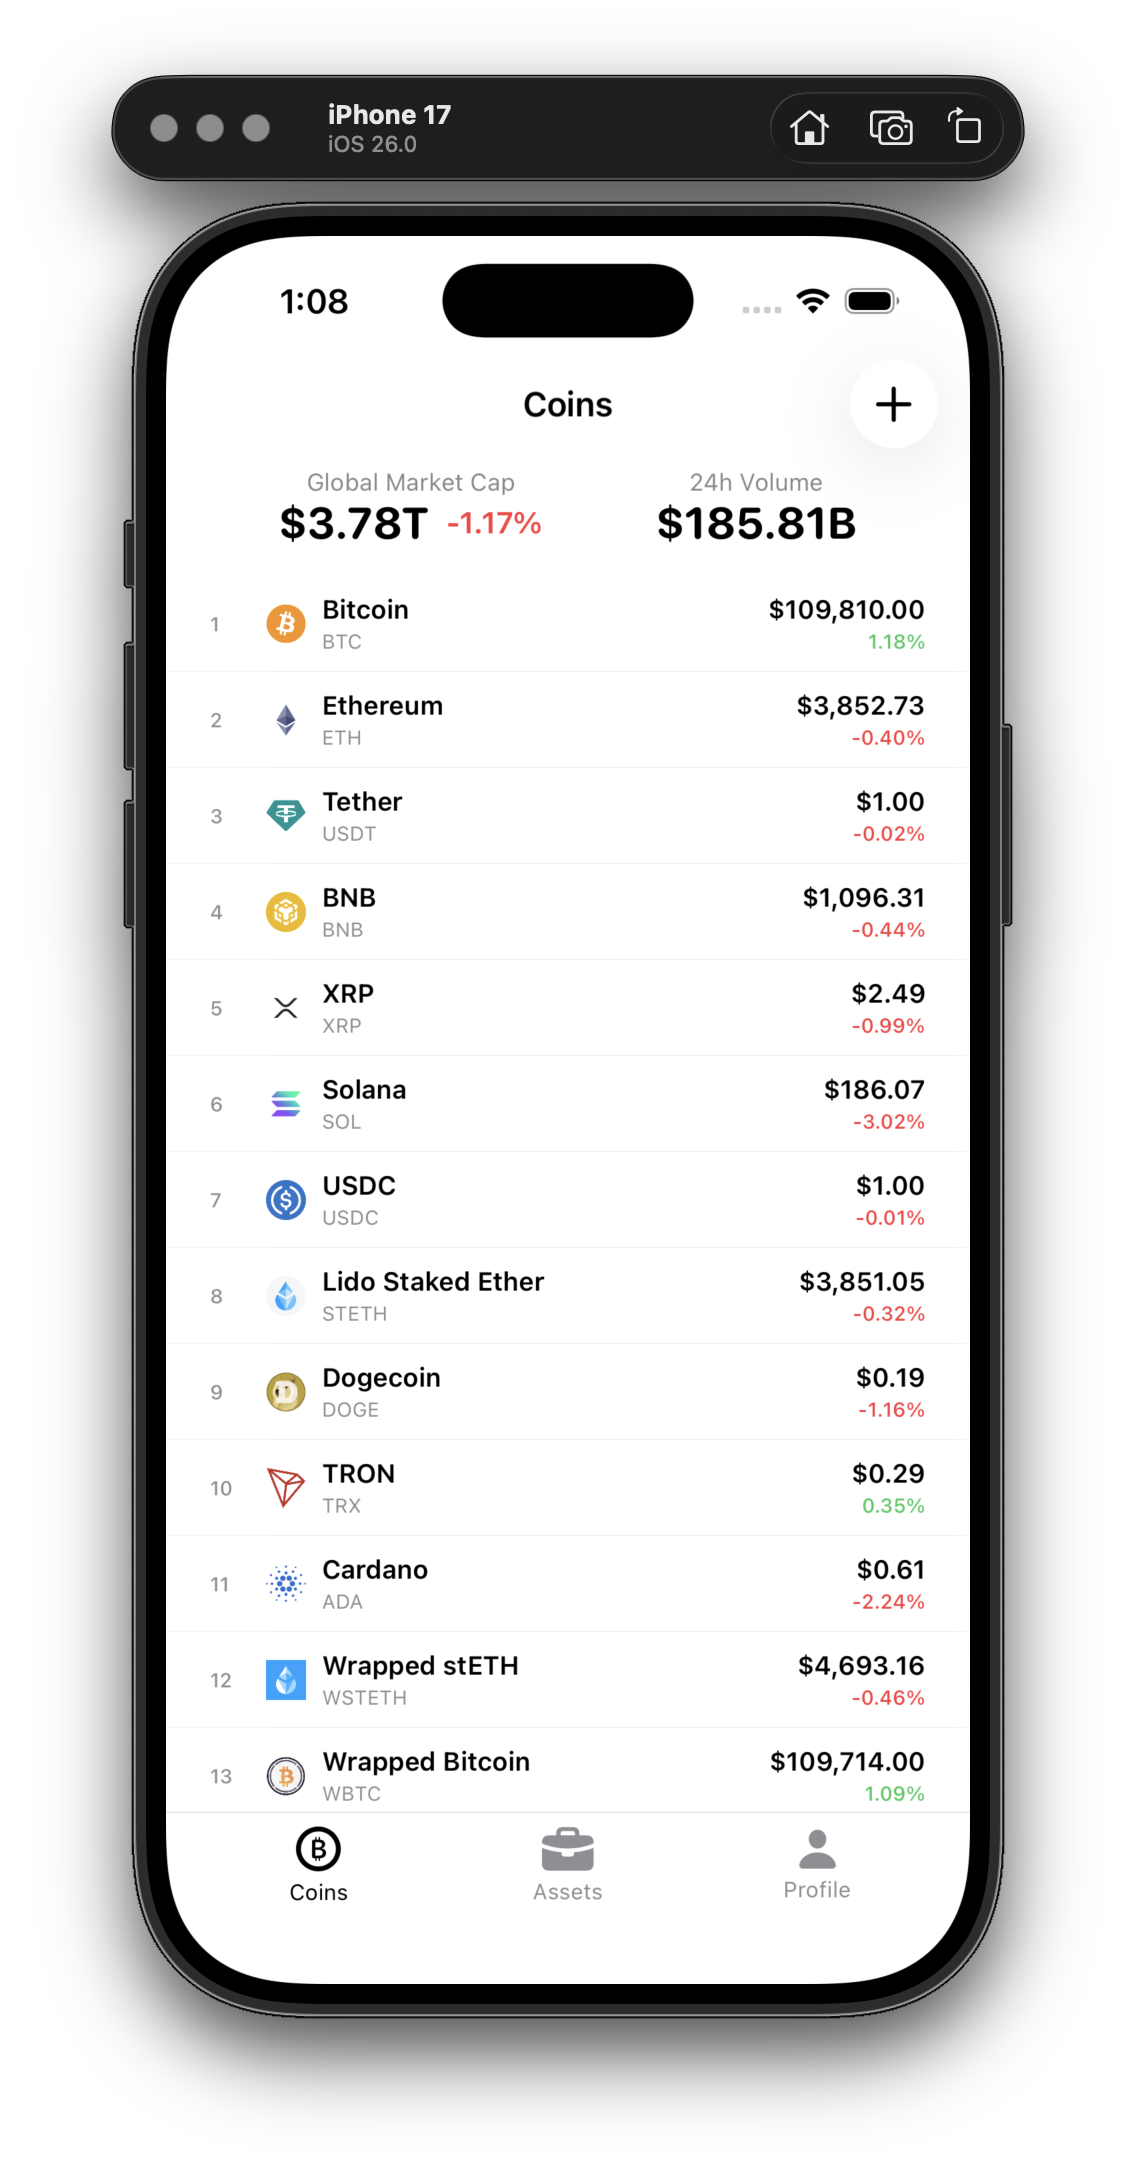 iPhone 17
iOS 26.0
1:08
Coins
Global Market Cap
24h Volume
$3.78T -1.17%
$185.81B
1 Bitcoin $109,810.00
BTC 1.18%
2 Ethereum $3,852.73
ETH -0.40%
3 Tether $1.00
USDT -0.02%
4 BNB $1,096.31
BNB -0.44%
5 XRP $2.49
XRP -0.99%
6 Solana $186.07
SOL -3.02%
7 USDC $1.00
USDC -0.01%
8 Lido Staked Ether $3,851.05
STETH -0.32%
9 Dogecoin $0.19
DOGE -1.16%
10 TRON $0.29
TRX 0.35%
11 Cardano $0.61
ADA -2.24%
12 Wrapped stETH $4,693.16
WSTETH -0.46%
13 Wrapped Bitcoin $109,714.00
WBTC 1.09%
Coins Assets Profile